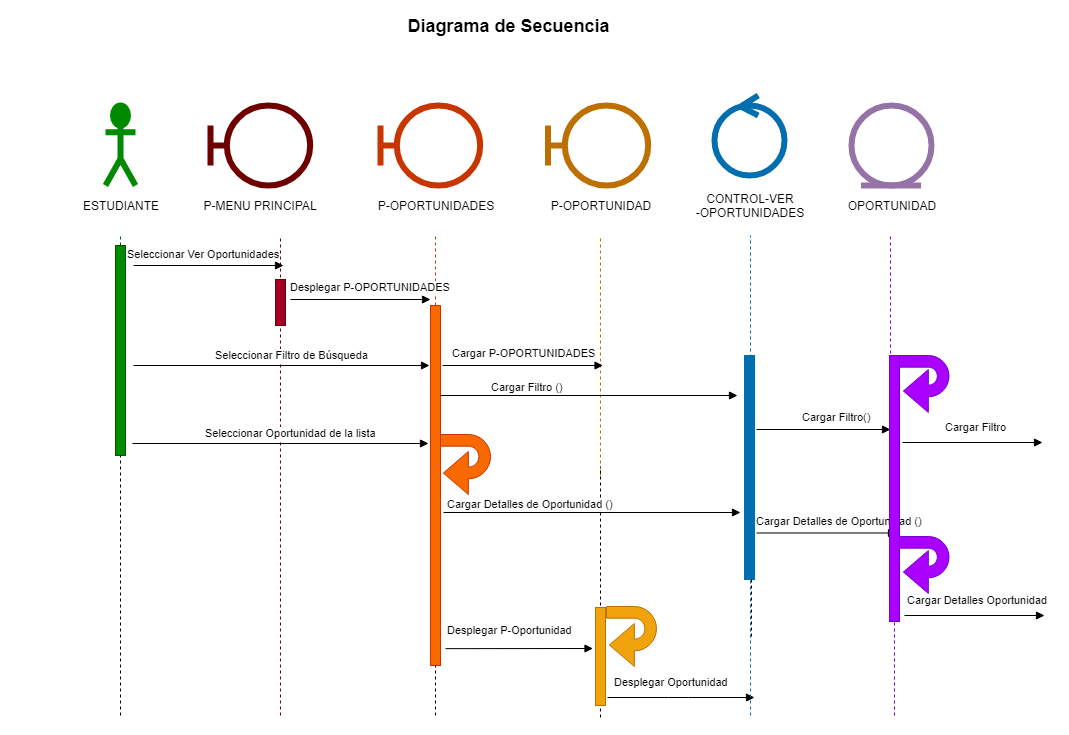 Diagrama de Secuencia
ESTUDIANTE
P-MENU PRINCIPAL
P-OPORTUNIDADES
P-OPORTUNIDAD
CONTROL-VER
-OPORTUNIDADES
OPORTUNIDAD
Seleccionar Ver Oportunidades
Desplegar P-OPORTUNIDADES
Seleccionar Filtro de Búsqueda
Cargar P-OPORTUNIDADES
Cargar Filtro ()
Cargar Filtro()
Cargar Filtro
Seleccionar Oportunidad de la lista
Cargar Detalles de Oportunidad ()
Cargar Detalles de Oportunidad ()
Cargar Detalles Oportunidad
Desplegar P-Oportunidad
Desplegar Oportunidad